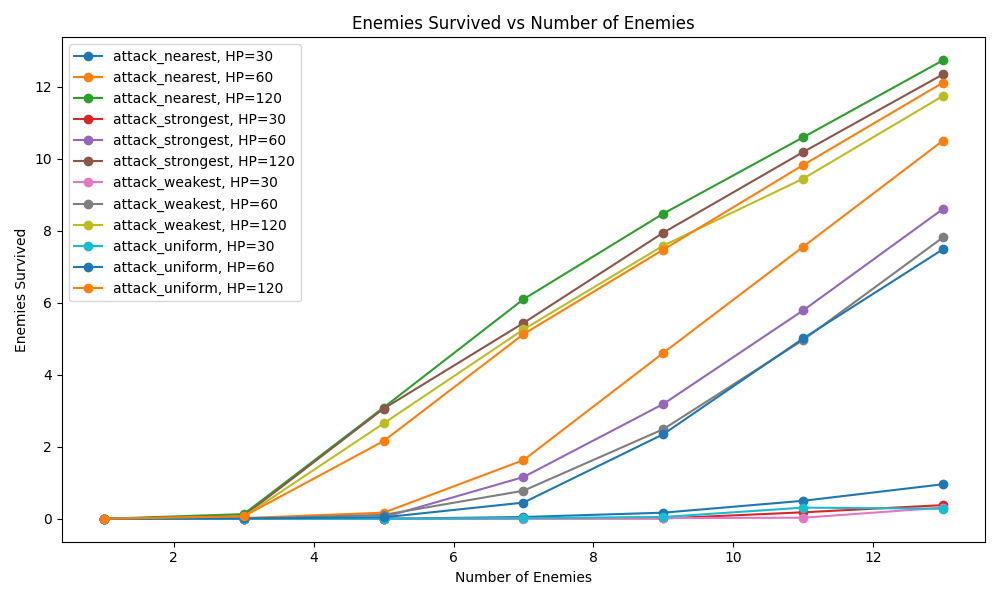 Enemies Survived vs Number of Enemies
attack_nearest, HP=30
attack_nearest, HP=60
attack_nearest, HP=120
attack_strongest, HP=30
attack_strongest, HP=60
attack_strongest, HP=120
attack_weakest, HP=30
attack_weakest, HP=60
attack_weakest, HP=120
attack_uniform, HP=30
attack_uniform, HP=60
attack_uniform, HP=120
Enemies Survived
12
10
8
6
4
2
0
2 4 6 8 10 12
Number of Enemies